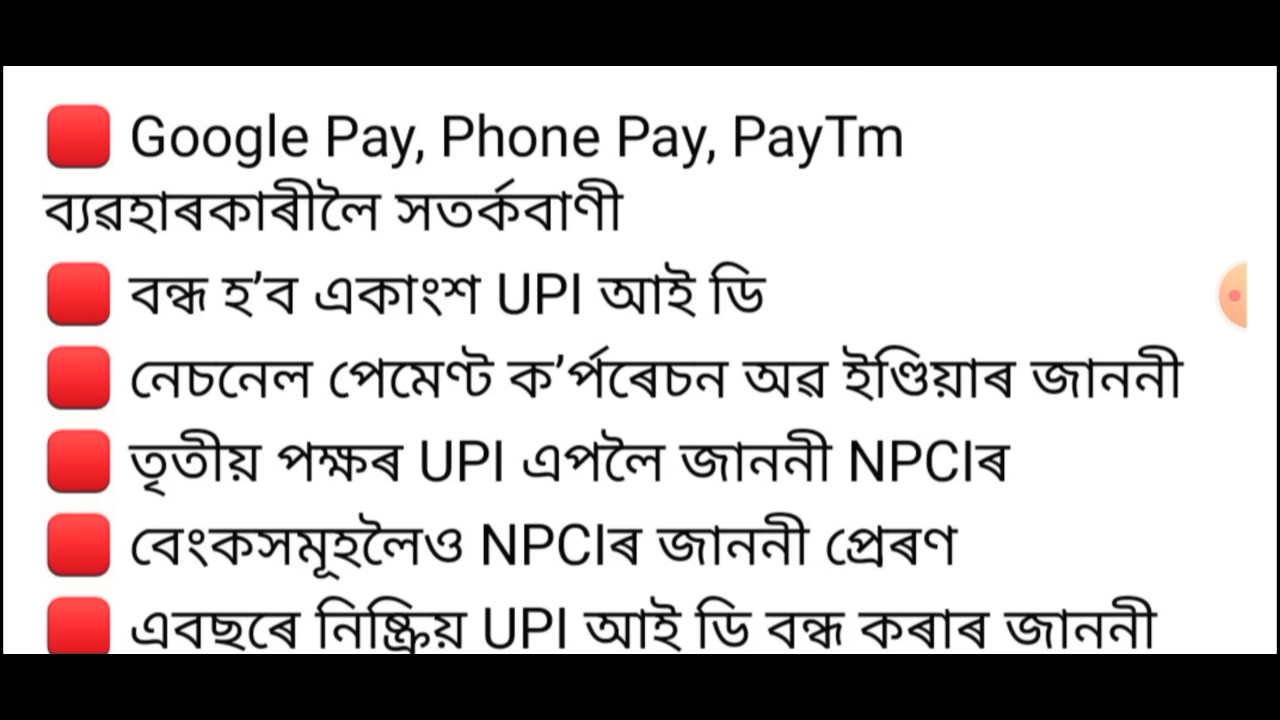 🟥 Google Pay, Phone Pay, PayTm
ব্যৱহাৰকাৰীলৈ সতৰ্কবাণী
🟥 বন্ধ হ’ব একাংশ UPI আই ডি
🟥 নেচনেল পেমেণ্ট ক’ৰ্পৰেচন অৱ ইণ্ডিয়াৰ জাননী
🟥 তৃতীয় পক্ষৰ UPI এপলৈ জাননী NPCIৰ
🟥 বেংকসমূহলৈও NPCIৰ জাননী প্ৰেৰণ
🟥 এবছৰে নিষ্ক্ৰিয় UPI আই ডি বন্ধ কৰাৰ জাননী